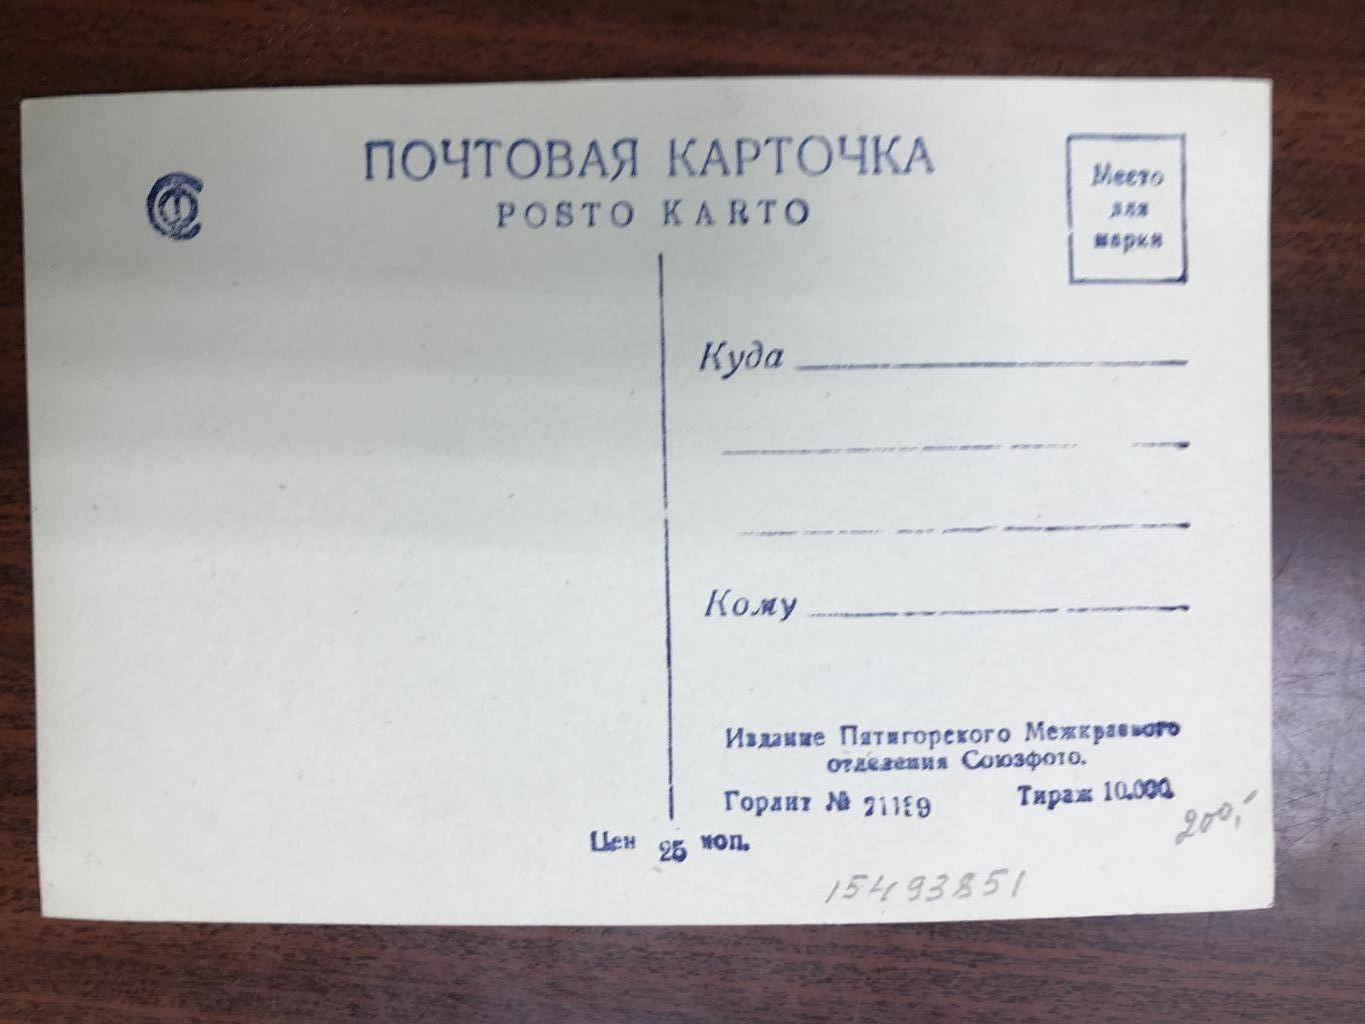 ПОЧТОВАЯ КАРТОЧКА
POSTO KARTO
Место
для
марки
Куда
Кому
Издание Пятигорского Межкраевого
отделения Союзфото.
Горлит № 21159 Тираж 10.000
Цен 25 коп.
200,-
15493851